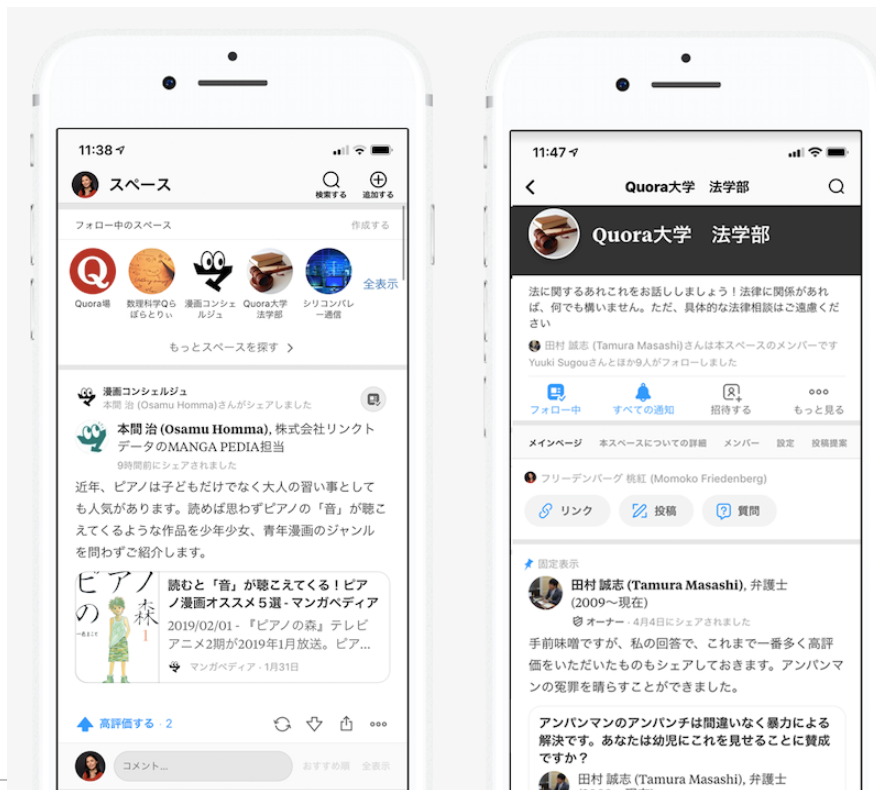 11:38
スペース
検索する
追加する
フォロー中のスペース
作成する
Q
Quora場
数理科学Qら
ぼらとりぃ
漫画コンシェ
ルジュ
Quora大学
法学部
シリコンバレ
ー通信
全表示
もっとスペースを探す
漫画コンシェルジュ
本間 治 (Osamu Homma)さんがシェアしました
本間 治 (Osamu Homma), 株式会社リンクト
データのMANGA PEDIA担当
9時間前にシェアされました
近年、ピアノは子どもだけでなく大人の習い事として
も人気があります。読めば思わずピアノの「音」が聴こ
えてくるような作品を少年少女、青年漫画のジャンル
を問わずご紹介します。
ピアノ
の森
1
読むと「音」が聴こえてくる！ピア
ノ漫画オススメ５選 - マンガペディア
2019/02/01 - 『ピアノの森』テレビ
アニメ2期が2019年1月放送。ピア...
マンガペディア · 1月31日
高評価する · 2
コメント...
おすすめ順
全表示
11:47
Quora大学　法学部
Quora大学　法学部
法に関するあれこれをお話ししましょう！法律に関係があれ
ば、何でも構いません。ただ、具体的な法律相談はご遠慮くだ
さい
田村 誠志 (Tamura Masashi)さんは本スペースのメンバーです
Yuuki Sugouさんとほか9人がフォローしました
フォロー中
すべての通知
招待する
もっと見る
メインページ
本スペースについての詳細
メンバー
設定
投稿提案
フリーデンバーグ 桃紅 (Momoko Friedenberg)
リンク
投稿
質問
固定表示
田村 誠志 (Tamura Masashi), 弁護士
(2009〜現在)
オーナー · 4月4日にシェアされました
手前味噌ですが、私の回答で、これまで一番多く高評
価をいただいたものもシェアしておきます。アンパンマ
ンの冤罪を晴らすことができました。
アンパンマンのアンパンチは間違いなく暴力による
解決です。あなたは幼児にこれを見せることに賛成
ですか？
田村 誠志 (Tamura Masashi), 弁護士